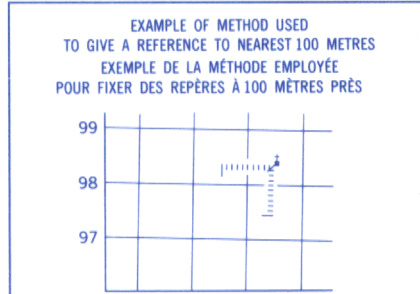 EXAMPLE OF METHOD USED
TO GIVE A REFERENCE TO NEAREST 100 METRES
EXEMPLE DE LA MÉTHODE EMPLOYÉE
POUR FIXER DES REPÈRES À 100 MÈTRES PRÈS
99
98
97